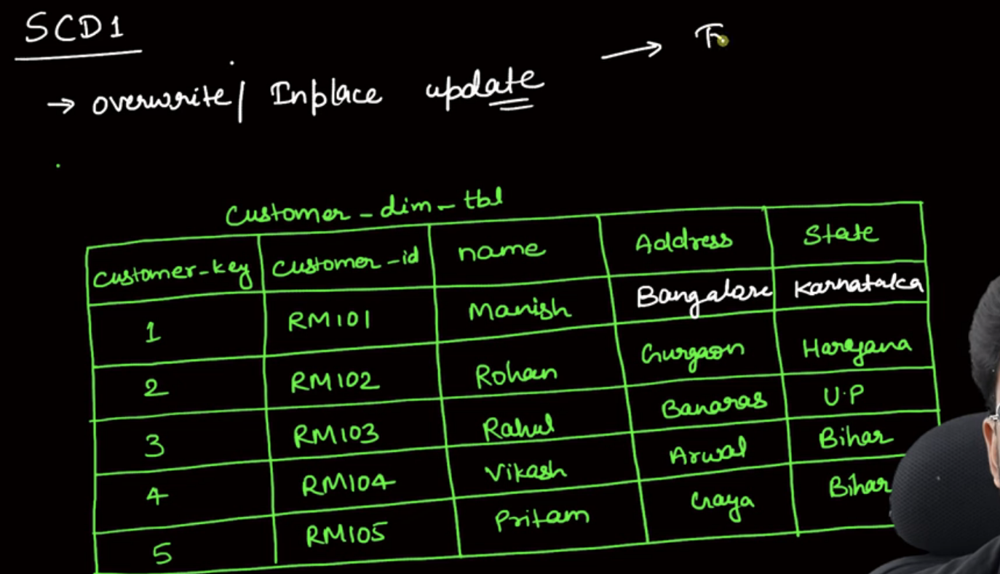 SCD1
→ F
→ overwrite/ Inplace update
Customer_dim_tbl
Customer-key customer-id name Address State
1 RM101 Manish Bangalore Karnataka
2 RM102 Rohan Gurgaon Haryana
3 RM103 Rahul Banaras U.P
4 RM104 Vikash Arwal Bihar
5 RM105 Pritam Gaya Bihar